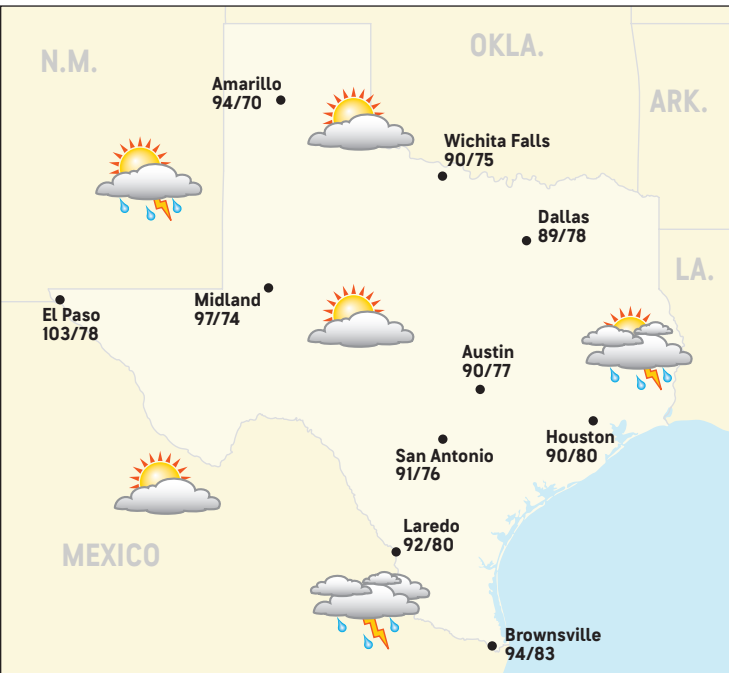 N.M.
OKLA.
ARK.
Amarillo
94/70
Wichita Falls
90/75
Dallas
89/78
LA.
El Paso
103/78
Midland
97/74
Austin
90/77
Houston
90/80
San Antonio
91/76
MEXICO
Laredo
92/80
Brownsville
94/83